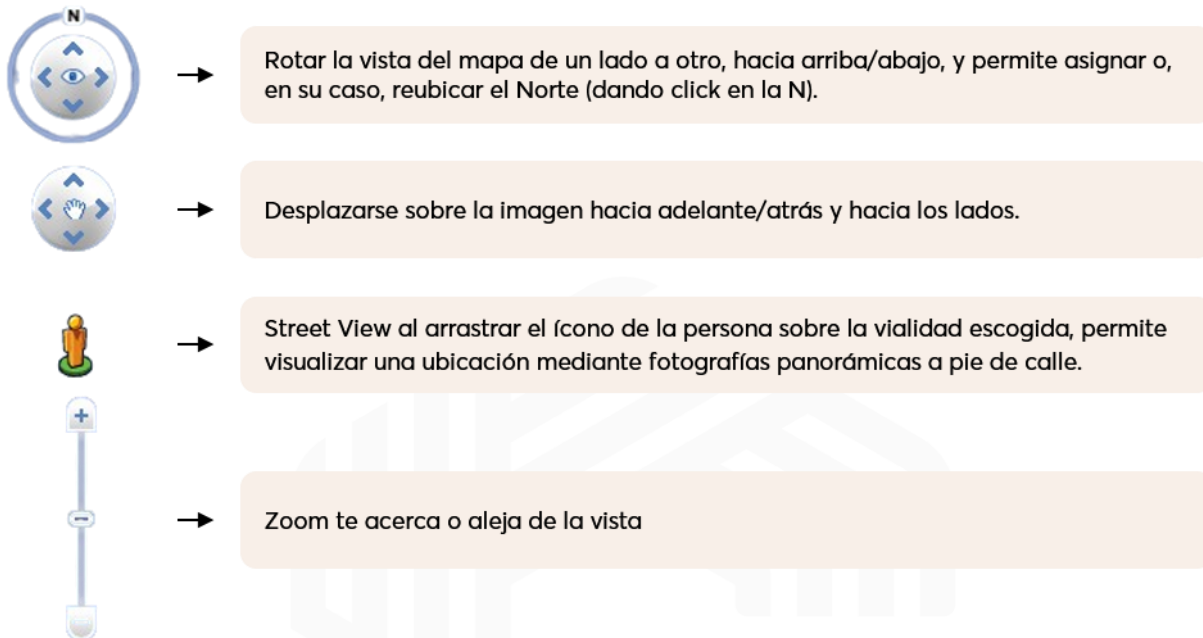 N
Rotar la vista del mapa de un lado a otro, hacia arriba/abajo, y permite asignar o,
en su caso, reubicar el Norte (dando click en la N).
Desplazarse sobre la imagen hacia adelante/atrás y hacia los lados.
Street View al arrastrar el ícono de la persona sobre la vialidad escogida, permite
visualizar una ubicación mediante fotografías panorámicas a pie de calle.
Zoom te acerca o aleja de la vista